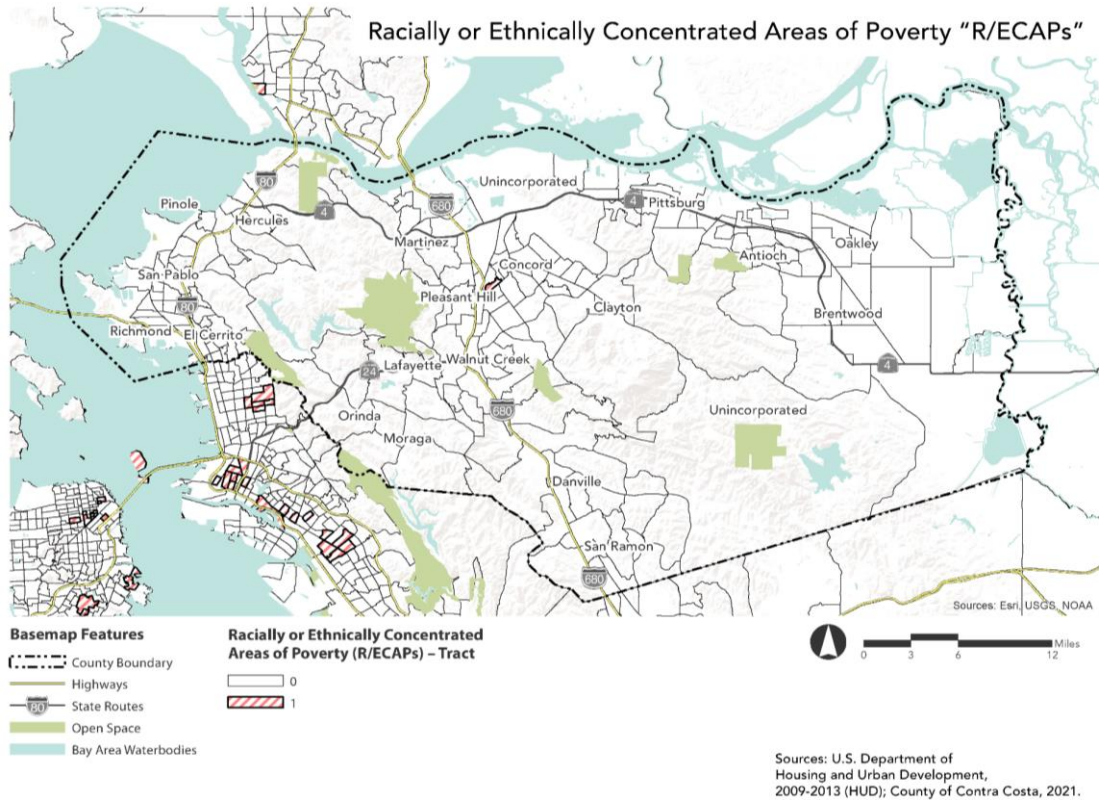 Racially or Ethnically Concentrated Areas of Poverty “R/ECAPs”
Unincorporated
80
Pinole
680
4
Pittsburg
Hercules
4
Martinez
Oakley
Antioch
San Pablo
Concord
80
Pleasant Hill
Clayton
Brentwood
Richmond
El Cerrito
24
Lafayette
Walnut Creek
4
Orinda
680
Unincorporated
Moraga
Danville
San Ramon
680
Sources: Esri, USGS, NOAA
Basemap Features
County Boundary
Highways
80
State Routes
Open Space
Bay Area Waterbodies
Racially or Ethnically Concentrated
Areas of Poverty (R/ECAPs) – Tract
0
1
Miles
0 3 6 12
Sources: U.S. Department of
Housing and Urban Development,
2009-2013 (HUD); County of Contra Costa, 2021.